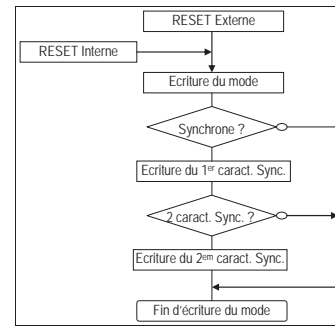 RESET Externe
RESET Interne
Ecriture du mode
Synchrone ?
Ecriture du 1er caract. Sync.
2 caract. Sync. ?
Ecriture du 2em caract. Sync.
Fin d'écriture du mode